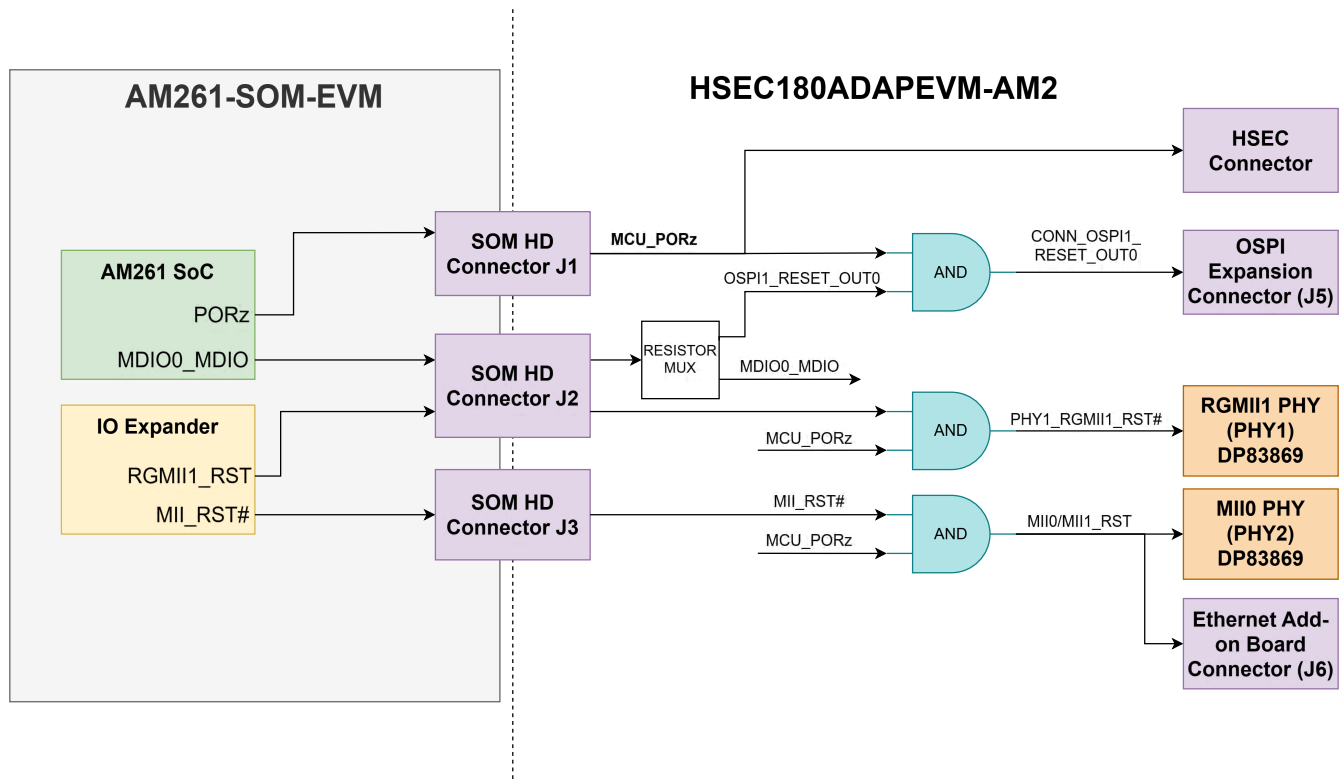 AM261-SOM-EVM
HSEC180ADAPEVM-AM2
HSEC
Connector
SOM HD
Connector J1
MCU_PORz
AND
CONN_OSPI1_
RESET_OUT0
OSPI
Expansion
Connector (J5)
AM261 SoC
PORz
MDIO0_MDIO
OSPI1_RESET_OUT0
SOM HD
Connector J2
RESISTOR
MUX
MDIO0_MDIO
IO Expander
RGMII1_RST
MII_RST#
MCU_PORz
AND
PHY1_RGMII1_RST#
RGMII1 PHY
(PHY1)
DP83869
SOM HD
Connector J3
MII_RST#
MCU_PORz
AND
MII0/MII1_RST
MII0 PHY
(PHY2)
DP83869
Ethernet Add-
on Board
Connector (J6)